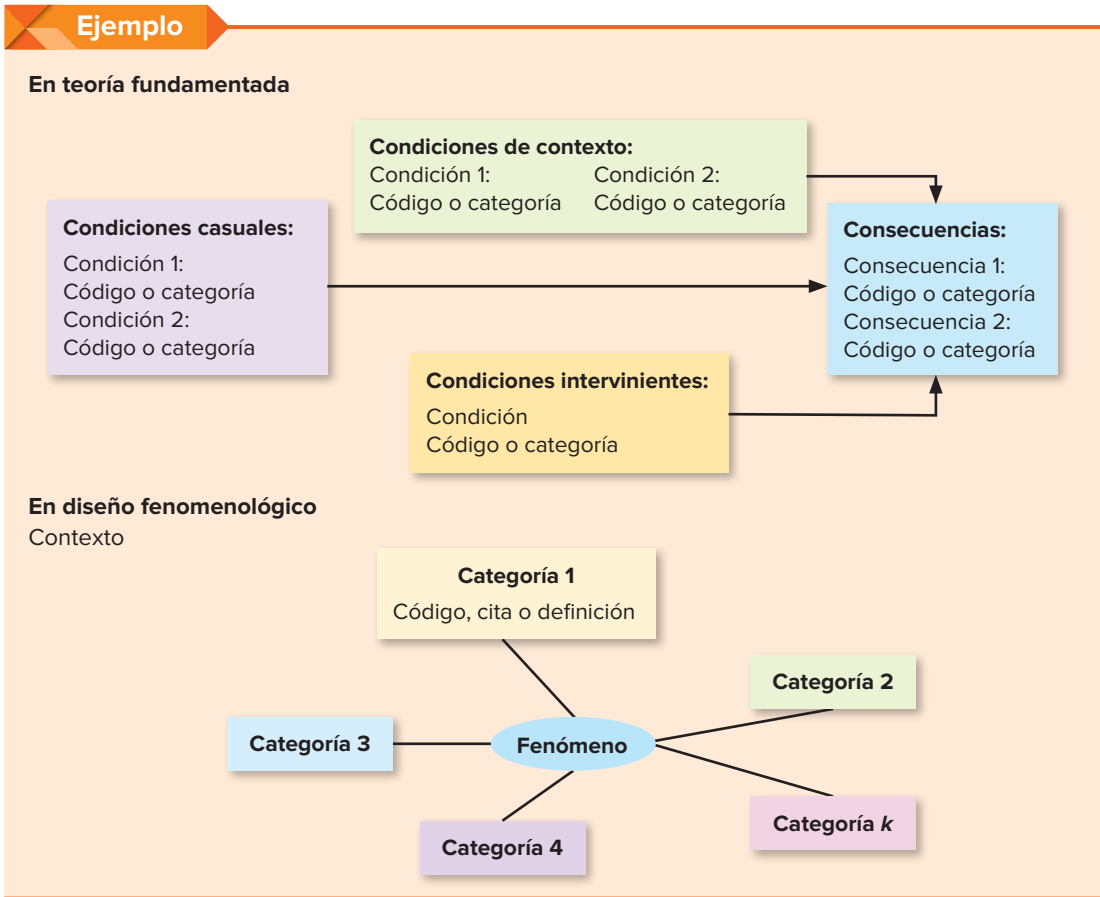 Ejemplo
En teoría fundamentada
Condiciones de contexto:
Condición 1:
Código o categoría
Condición 2:
Código o categoría
Condiciones casuales:
Condición 1:
Código o categoría
Condición 2:
Código o categoría
Consecuencias:
Consecuencia 1:
Código o categoría
Consecuencia 2:
Código o categoría
Condiciones intervinientes:
Condición
Código o categoría
En diseño fenomenológico
Contexto
Categoría 1
Código, cita o definición
Categoría 2
Categoría 3
Fenómeno
Categoría k
Categoría 4